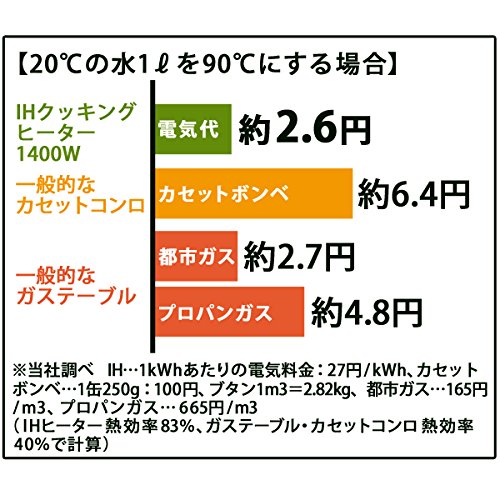 【20℃の水1ℓを90℃にする場合】
IHクッキング
ヒーター
1400W
電気代
約2.6円
一般的な
カセットコンロ
カセットボンベ
約6.4円
一般的な
ガステーブル
都市ガス
約2.7円
プロパンガス
約4.8円
※当社調べ　IH…1kWhあたりの電気料金：27円/kWh、カセット
ボンベ…1缶250g：100円、ブタン1m3＝2.82kg、都市ガス…165円
/m3、プロパンガス…665円/m3
（IHヒーター熱効率83%、ガステーブル・カセットコンロ熱効率
40%で計算）